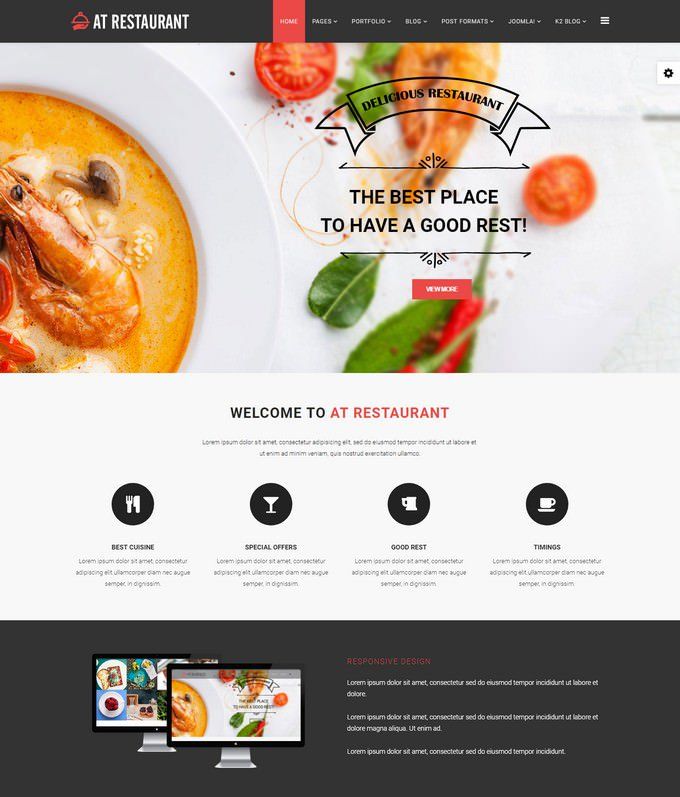 AT RESTAURANT
HOME
PAGES
PORTFOLIO
BLOG
POST FORMATS
JOOMLA!
K2 BLOG
DELICIOUS RESTAURANT
THE BEST PLACE
TO HAVE A GOOD REST!
VIEW MORE
WELCOME TO AT RESTAURANT
Lorem ipsum dolor sit amet, consectetur adipisicing elit, sed do eiusmod tempor incididunt ut labore et
ut enim ad minim veniam, quis nostrud exercitation ullamco.
BEST CUISINE
Lorem ipsum dolor sit amet, consectetur
adipiscing elit ullamcorper diam nec augue
semper, in dignissim.
SPECIAL OFFERS
Lorem ipsum dolor sit amet, consectetur
adipiscing elit ullamcorper diam nec augue
semper, in dignissim.
GOOD REST
Lorem ipsum dolor sit amet, consectetur
adipiscing elit ullamcorper diam nec augue
semper, in dignissim.
TIMINGS
Lorem ipsum dolor sit amet, consectetur
adipiscing elit ullamcorper diam nec augue
semper, in dignissim.
THE BEST PLACE
TO HAVE A GOOD REST!
RESPONSIVE DESIGN
Lorem ipsum dolor sit amet, consectetur sed do eiusmod tempor incididunt ut labore et
dolore.
Lorem ipsum dolor sit amet, consectetur sed do eiusmod tempor incididunt ut labore et
dolore magna aliqua. Ut enim ad.
Lorem ipsum dolor sit amet, consectetur sed do eiusmod tempor incididunt.